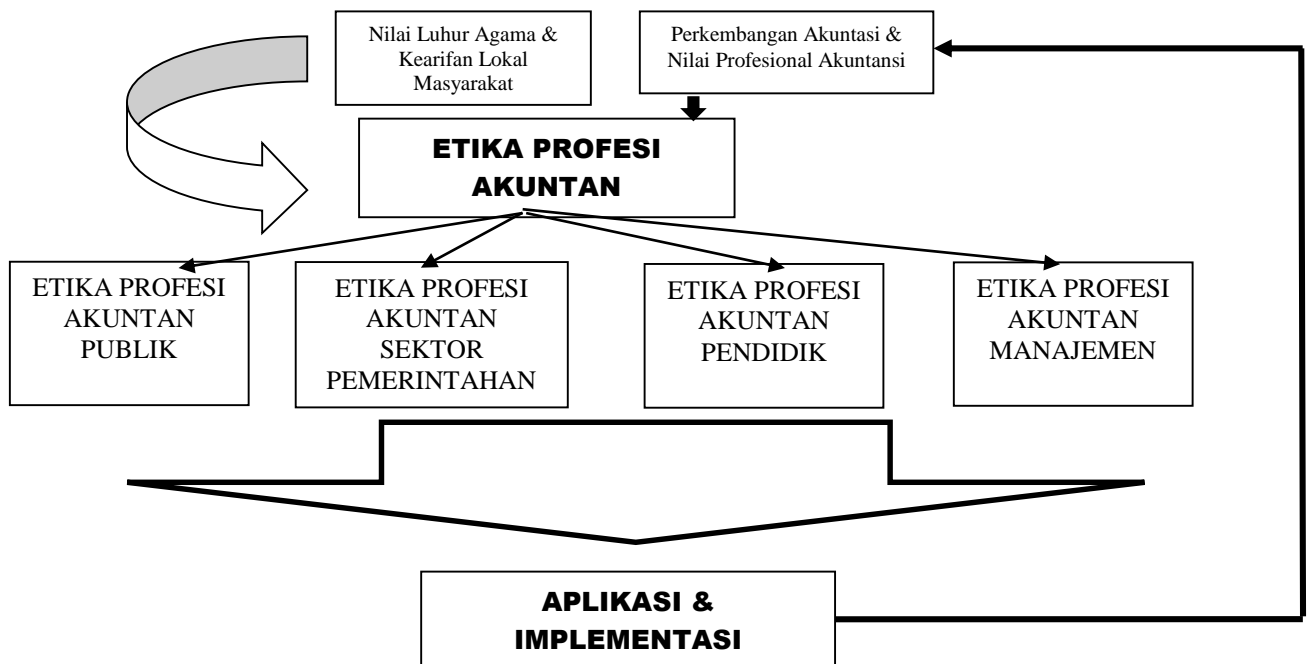 Nilai Luhur Agama &
Kearifan Lokal
Masyarakat
Perkembangan Akuntasi &
Nilai Profesional Akuntansi
ETIKA PROFESI
AKUNTAN
ETIKA PROFESI
AKUNTAN
PUBLIK
ETIKA PROFESI
AKUNTAN
SEKTOR
PEMERINTAHAN
ETIKA PROFESI
AKUNTAN
PENDIDIK
ETIKA PROFESI
AKUNTAN
MANAJEMEN
APLIKASI &
IMPLEMENTASI